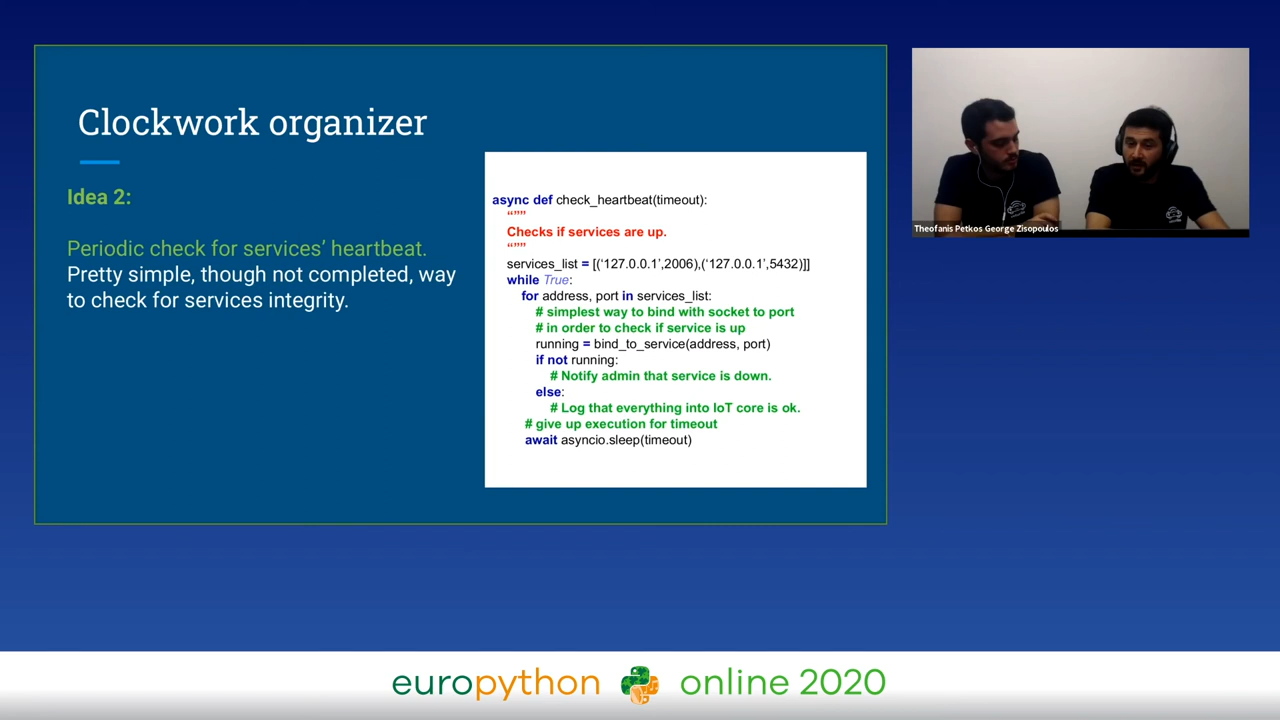 Clockwork organizer
Idea 2:
Periodic check for services’ heartbeat.
Pretty simple, though not completed, way
to check for services integrity.
async def check_heartbeat(timeout):
“””
Checks if services are up.
“””
services_list = [(‘127.0.0.1’,2006),(‘127.0.0.1’,5432)]]
while True:
for address, port in services_list:
# simplest way to bind with socket to port
# in order to check if service is up
running = bind_to_service(address, port)
if not running:
# Notify admin that service is down.
else:
# Log that everything into IoT core is ok.
# give up execution for timeout
await asyncio.sleep(timeout)
Theofanis Petkos George Zisopoulos
europython online 2020